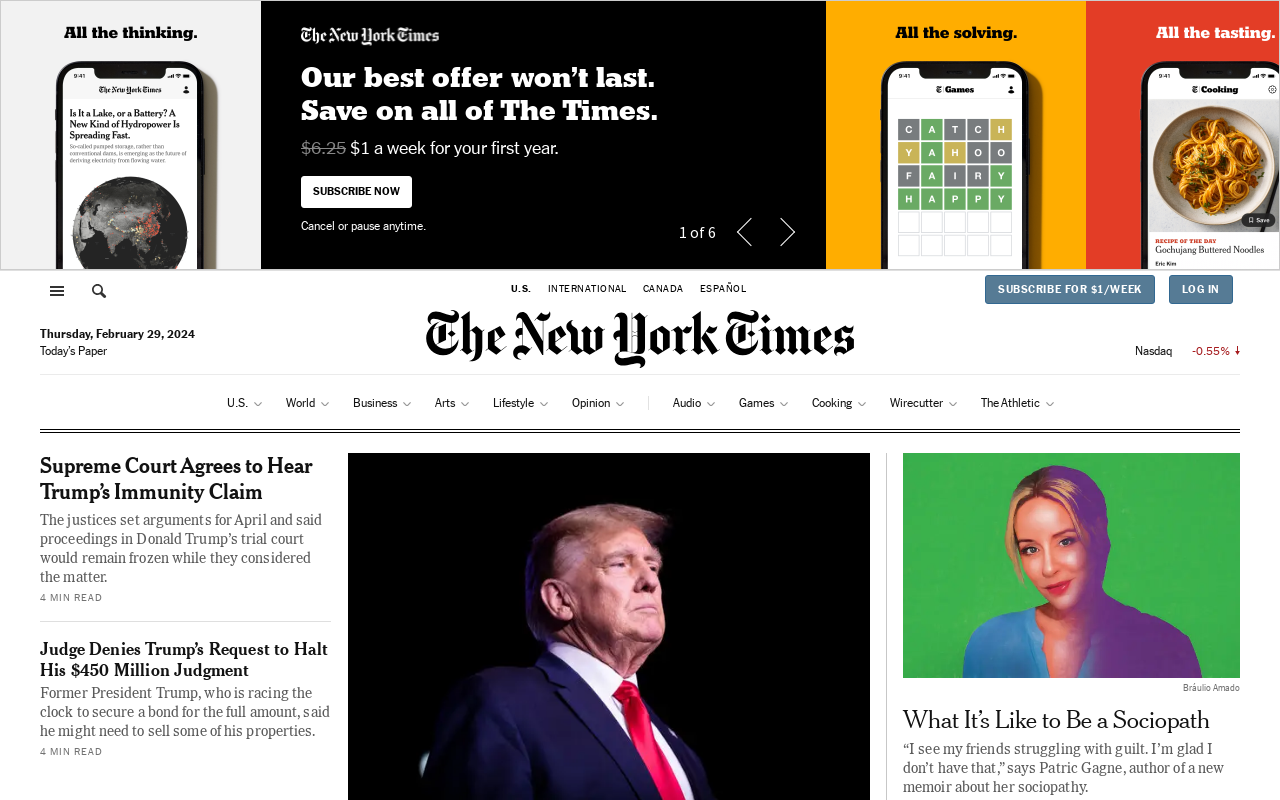 All the thinking.
9:41
The New York Times
Is It a Lake, or a Battery? A
New Kind of Hydropower Is
Spreading Fast.
So-called pumped storage, rather than
conventional dams, is emerging as the future of
deriving electricity from flowing water.
The New York Times
Our best offer won't last.
Save on all of The Times.
$6.25 $1 a week for your first year.
SUBSCRIBE NOW
Cancel or pause anytime.
1 of 6
All the solving.
9:41
Games
C A T C H
Y A H O O
F A I R Y
H A P P Y
All the tasting.
9:41
Cooking
Save
RECIPE OF THE DAY
Gochujang Buttered Noodles
Eric Kim
U.S. INTERNATIONAL CANADA ESPAÑOL
SUBSCRIBE FOR $1/WEEK LOG IN
The New York Times
Thursday, February 29, 2024
Today's Paper
Nasdaq -0.55%
U.S. World Business Arts Lifestyle Opinion Audio Games Cooking Wirecutter The Athletic
Supreme Court Agrees to Hear
Trump's Immunity Claim
The justices set arguments for April and said
proceedings in Donald Trump's trial court
would remain frozen while they considered
the matter.
4 MIN READ
Judge Denies Trump's Request to Halt
His $450 Million Judgment
Former President Trump, who is racing the
clock to secure a bond for the full amount, said
he might need to sell some of his properties.
4 MIN READ
Bráulio Amado
What It's Like to Be a Sociopath
“I see my friends struggling with guilt. I'm glad I
don't have that,” says Patric Gagne, author of a new
memoir about her sociopathy.